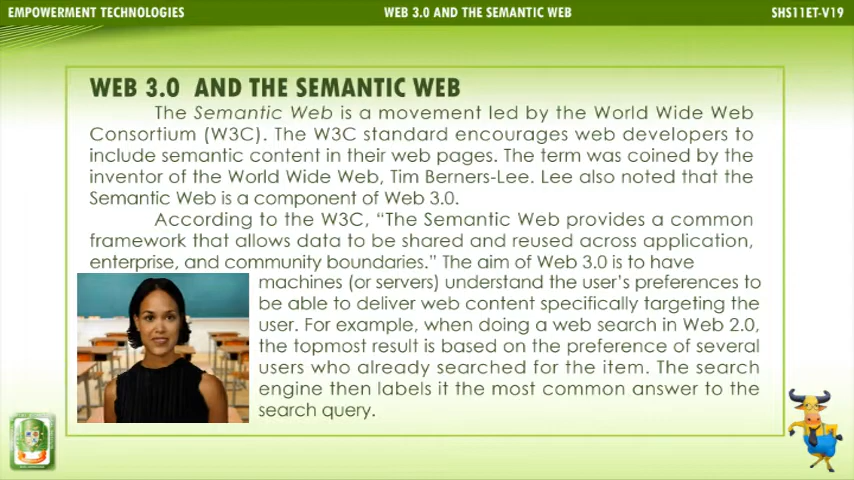 EMPOWERMENT TECHNOLOGIES
WEB 3.0 AND THE SEMANTIC WEB
SHS11ET-V19
WEB 3.0 AND THE SEMANTIC WEB
The Semantic Web is a movement led by the World Wide Web
Consortium (W3C). The W3C standard encourages web developers to
include semantic content in their web pages. The term was coined by the
inventor of the World Wide Web, Tim Berners-Lee. Lee also noted that the
Semantic Web is a component of Web 3.0.
According to the W3C, “The Semantic Web provides a common
framework that allows data to be shared and reused across application,
enterprise, and community boundaries.” The aim of Web 3.0 is to have
machines (or servers) understand the user’s preferences to
be able to deliver web content specifically targeting the
user. For example, when doing a web search in Web 2.0,
the topmost result is based on the preference of several
users who already searched for the item. The search
engine then labels it the most common answer to the
search query.